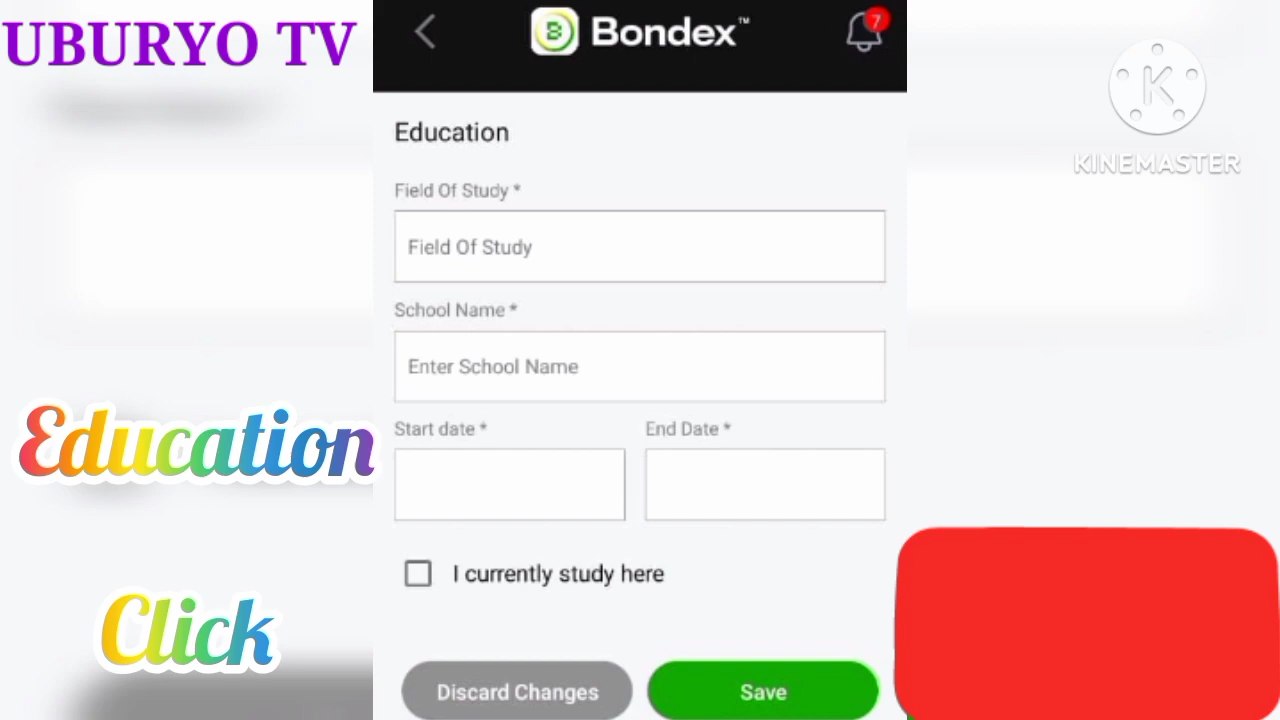 UBURYO TV
Bondex™
7
K
KINEMASTER
Education
Field Of Study *
Field Of Study
School Name *
Enter School Name
Education
Start date * End Date *
I currently study here
Click
Discard Changes Save